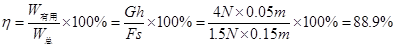 η = W有用/W总 ×100% = Gh/Fs ×100% = 4N×0.05m/1.5N×0.15m ×100% = 88.9%